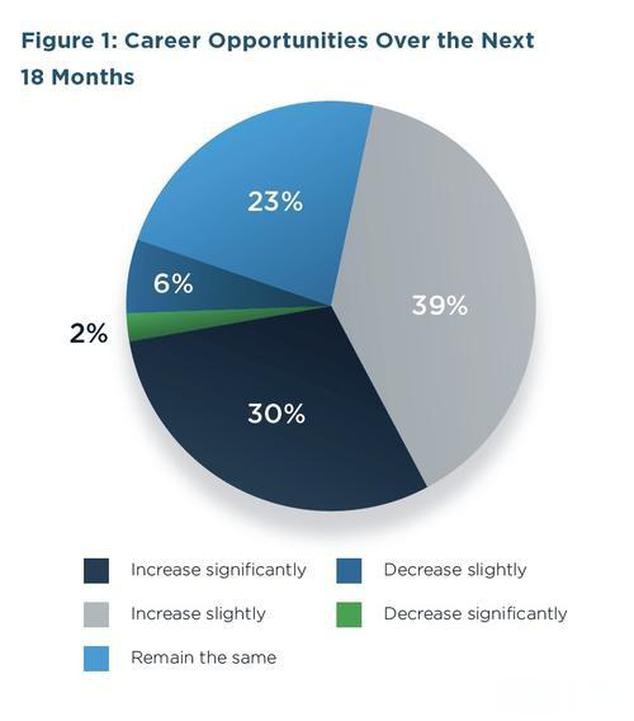 Figure 1: Career Opportunities Over the Next
18 Months
23%
6%
39%
2%
30%
Increase significantly
Decrease slightly
Increase slightly
Decrease significantly
Remain the same